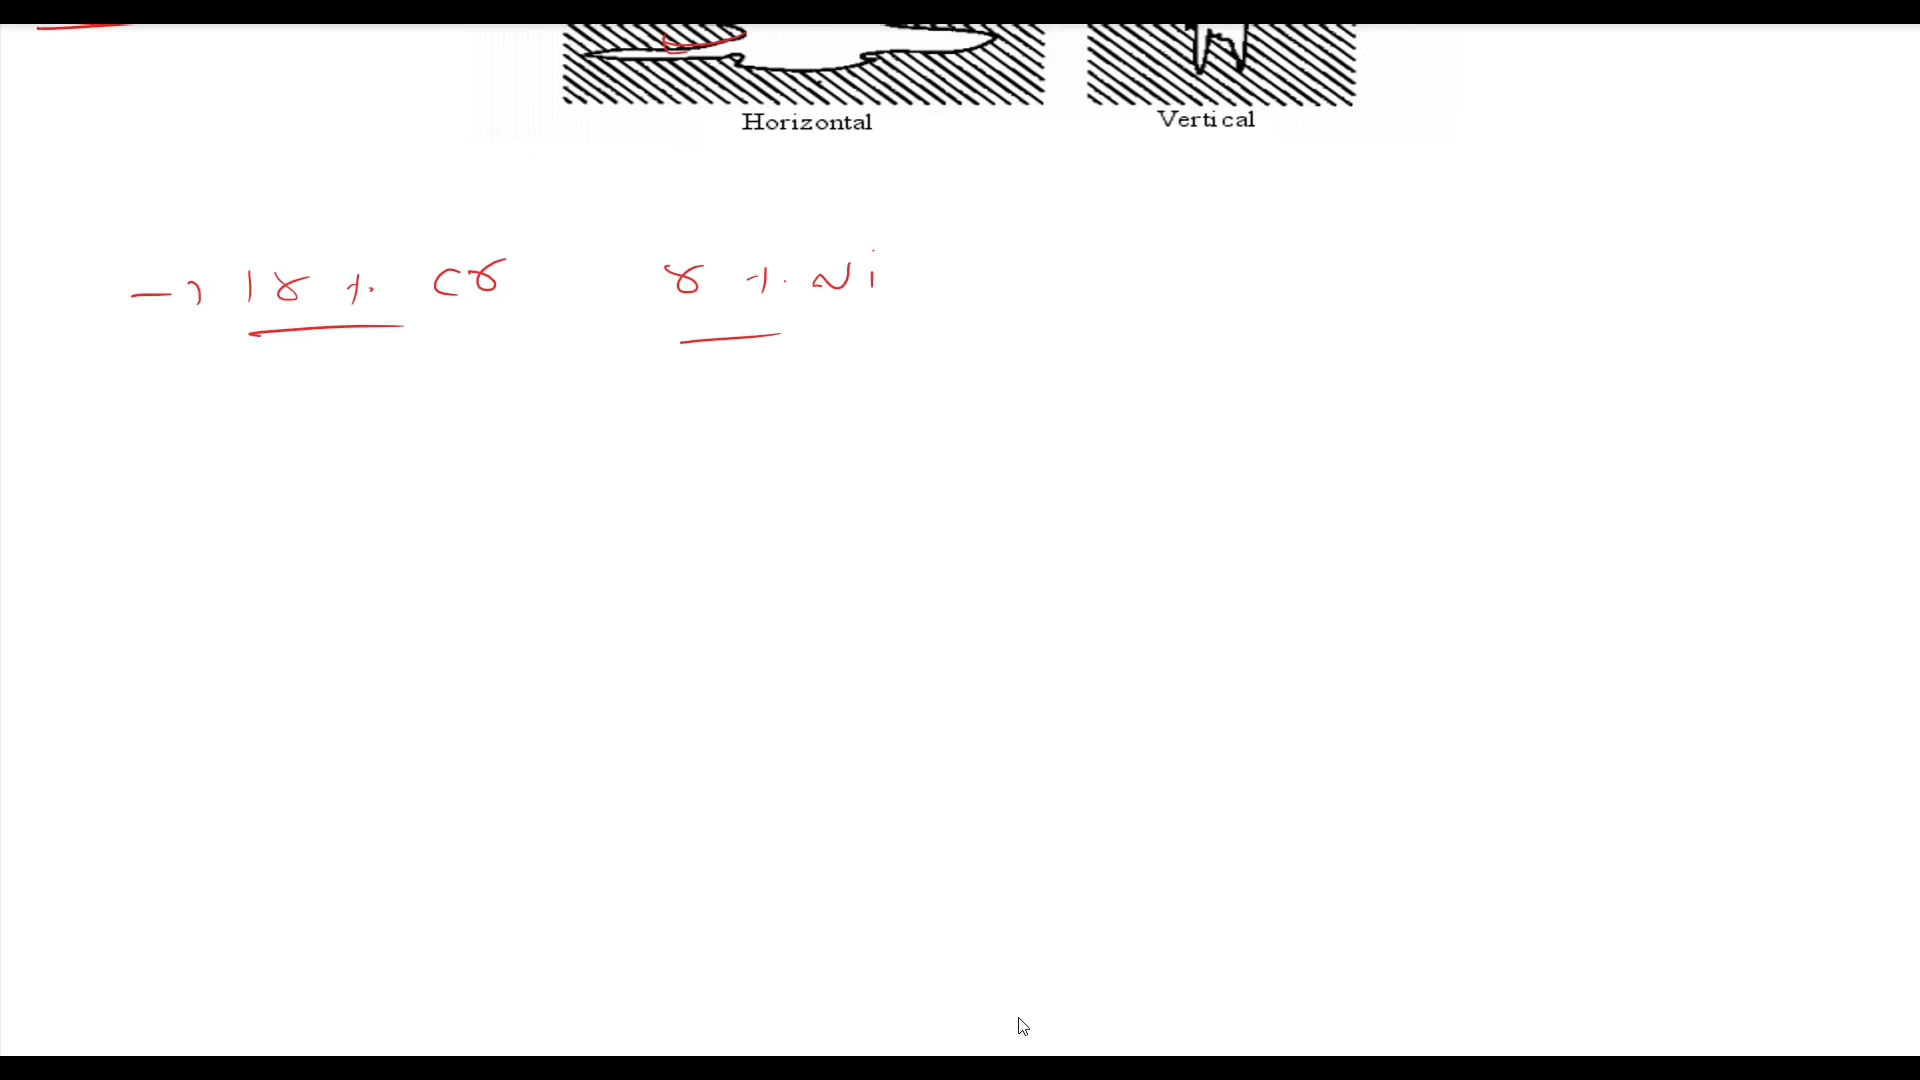 Horizontal Vertical
→ 18 % Cr 8 % Ni